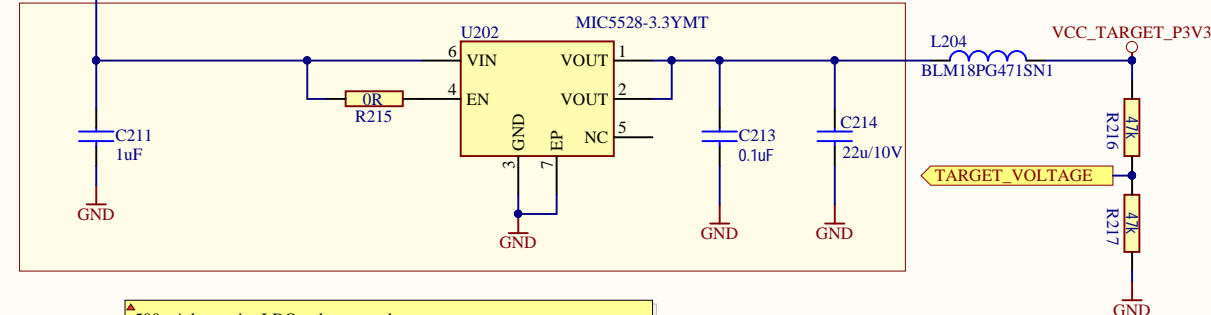 MIC5528-3.3YMT
U202
VCC_TARGET_P3V3
L204
BLM18PG471SN1
6 VIN
VOUT 1
4 EN
VOUT 2
0R
R215
GND
EP
NC 5
3
7
C211
1uF
C213
0.1uF
C214
22u/10V
R216
47k
TARGET_VOLTAGE
R217
47k
GND
GND
GND
GND
GND